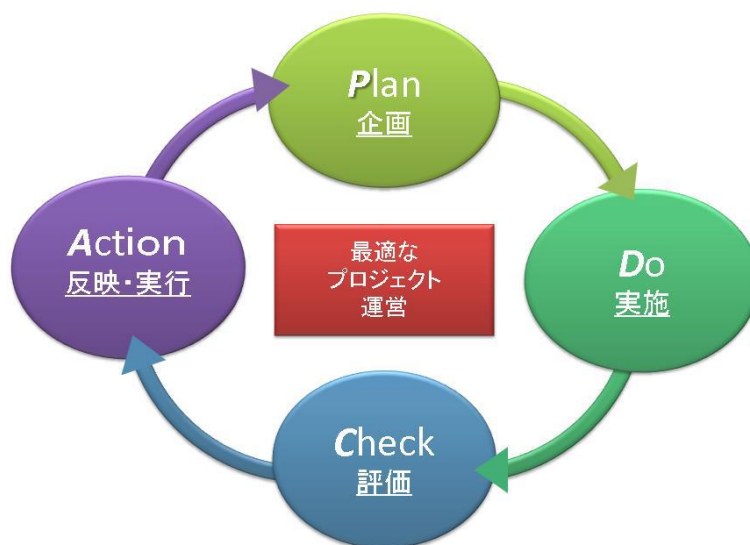 Plan
企画
Do
実施
Check
評価
Action
反映・実行
最適な
プロジェクト
運営